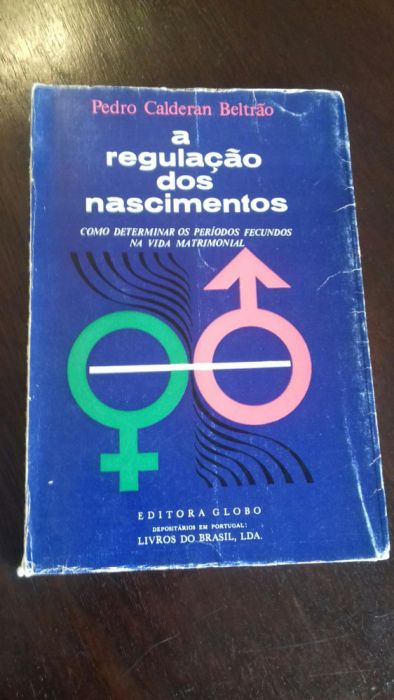 Pedro Calderan Beltrão
a
regulação
dos
nascimentos
COMO DETERMINAR OS PERÍODOS FECUNDOS
NA VIDA MATRIMONIAL
EDITORA GLOBO
DEPOSITÁRIOS EM PORTUGAL:
LIVROS DO BRASIL, LDA.